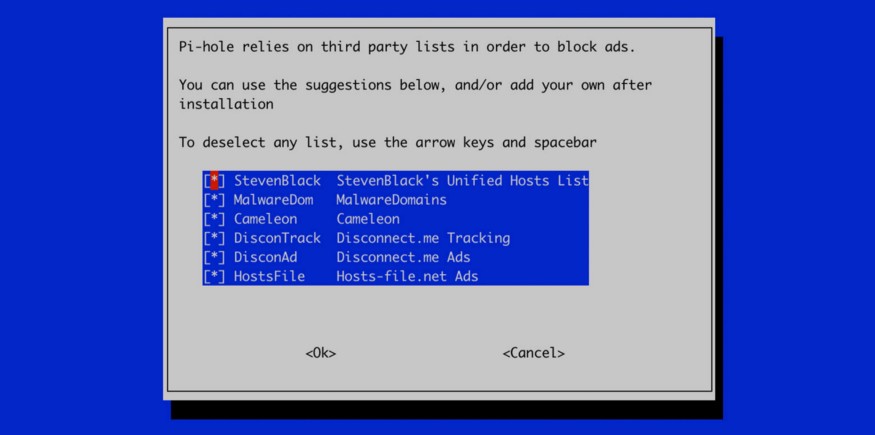 Pi-hole relies on third party lists in order to block ads.
You can use the suggestions below, and/or add your own after
installation
To deselect any list, use the arrow keys and spacebar
[*] StevenBlack StevenBlack's Unified Hosts List
[*] MalwareDom MalwareDomains
[*] Cameleon Cameleon
[*] DisconTrack Disconnect.me Tracking
[*] DisconAd Disconnect.me Ads
[*] HostsFile Hosts-file.net Ads
<Ok> <Cancel>